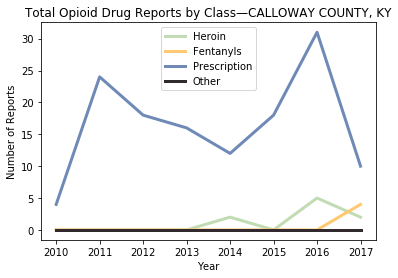 Total Opioid Drug Reports by Class—CALLOWAY COUNTY, KY
Heroin
Fentanyls
Prescription
Other
Number of Reports
30
25
20
15
10
5
0
2010 2011 2012 2013 2014 2015 2016 2017
Year